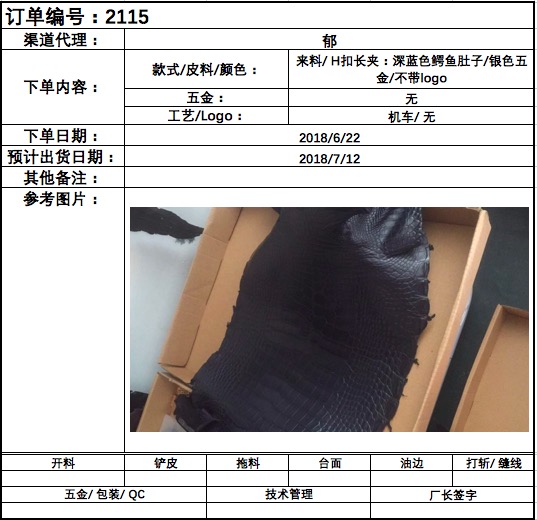 订单编号：2115
渠道代理： 郁
下单内容： 款式/皮料/颜色： 来料/ H扣长夹：深蓝色鳄鱼肚子/银色五
金/不带logo
五金： 无
工艺/Logo： 机车/ 无
下单日期： 2018/6/22
预计出货日期： 2018/7/12
其他备注：
参考图片：
开料 铲皮 拖料 台面 油边 打斩/ 缝线
五金/ 包装/ QC 技术管理 厂长签字